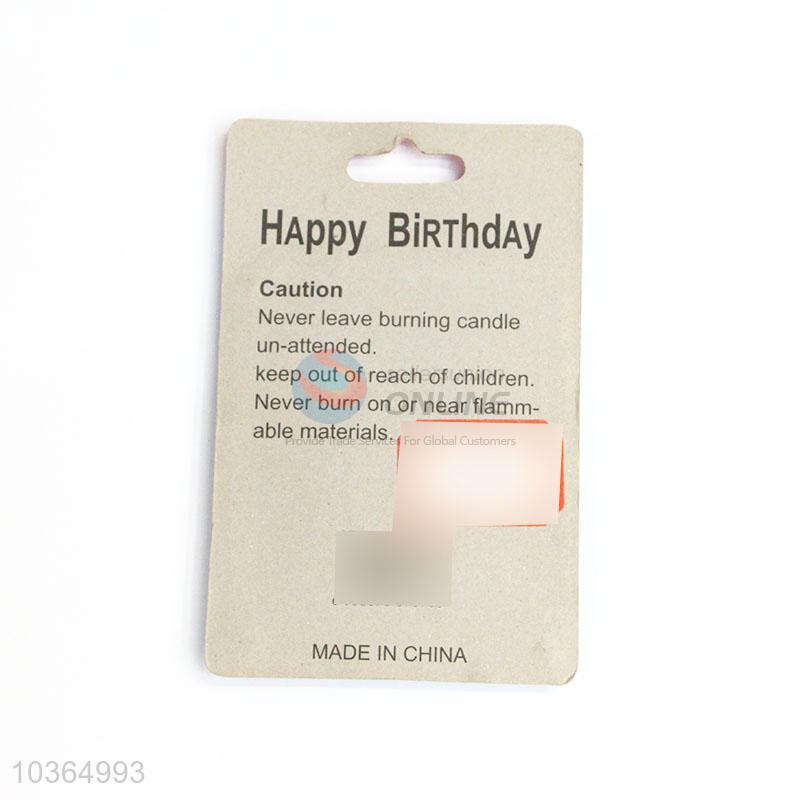 HAppy BiRThdAy
Caution
Never leave burning candle
un-attended.
keep out of reach of children.
Never burn on or near flamm-
able materials.
ONLINE
Provide Trade Services For Global Customers
MADE IN CHINA
10364993